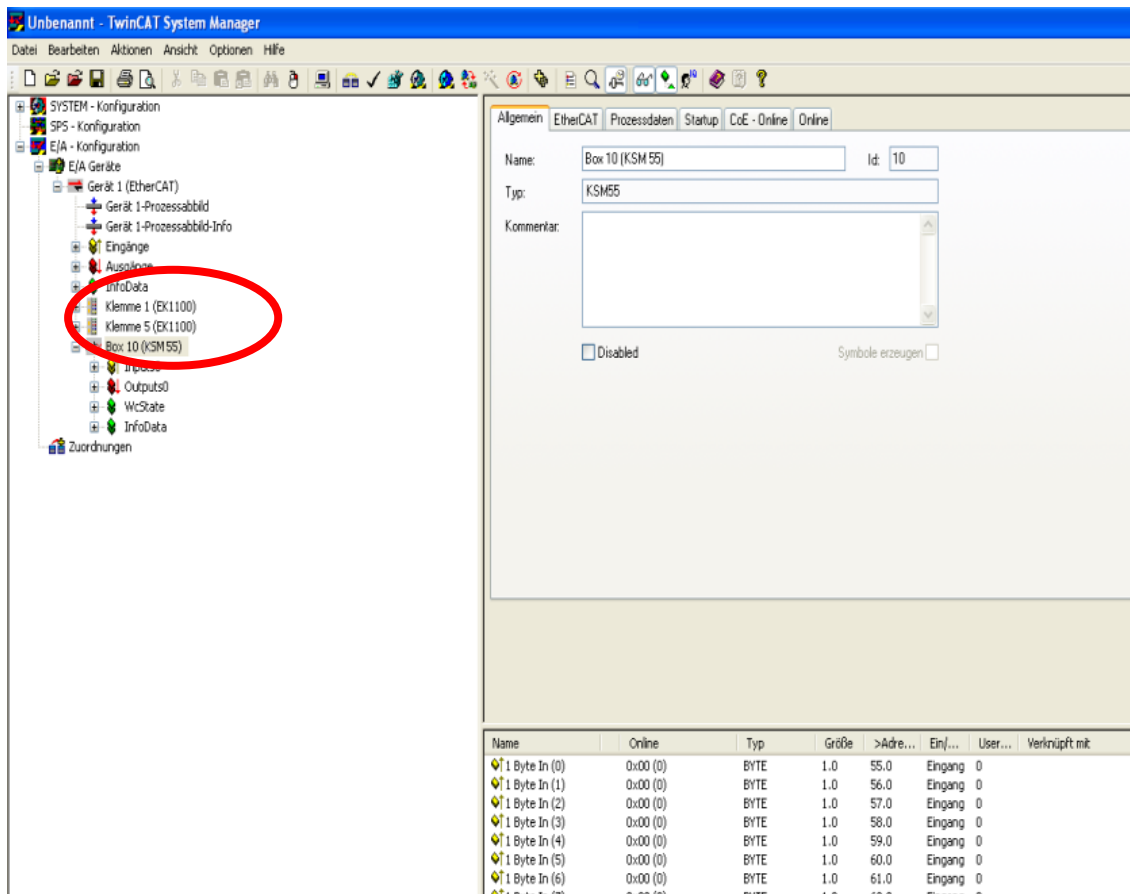 Unbenannt - TwinCAT System Manager
Datei Bearbeiten Aktionen Ansicht Optionen Hilfe
SYSTEM - Konfiguration
SPS - Konfiguration
E/A - Konfiguration
E/A Geräte
Gerät 1 (EtherCAT)
Gerät 1-Prozessabbild
Gerät 1-Prozessabbild-Info
Eingänge
Ausgänge
InfoData
Klemme 1 (EK1100)
Klemme 5 (EK1100)
Box 10 (KSM 55)
Inputs0
Outputs0
WcState
InfoData
Zuordnungen
Allgemein EtherCAT Prozessdaten Startup CoE - Online Online
Name: Box 10 (KSM 55) Id: 10
Typ: KSM55
Kommentar:
Disabled Symbole erzeugen
Name Online Typ Größe >Adre... Ein/... User... Verknüpft mit
1 Byte In (0) 0x00 (0) BYTE 1.0 55.0 Eingang 0
1 Byte In (1) 0x00 (0) BYTE 1.0 56.0 Eingang 0
1 Byte In (2) 0x00 (0) BYTE 1.0 57.0 Eingang 0
1 Byte In (3) 0x00 (0) BYTE 1.0 58.0 Eingang 0
1 Byte In (4) 0x00 (0) BYTE 1.0 59.0 Eingang 0
1 Byte In (5) 0x00 (0) BYTE 1.0 60.0 Eingang 0
1 Byte In (6) 0x00 (0) BYTE 1.0 61.0 Eingang 0